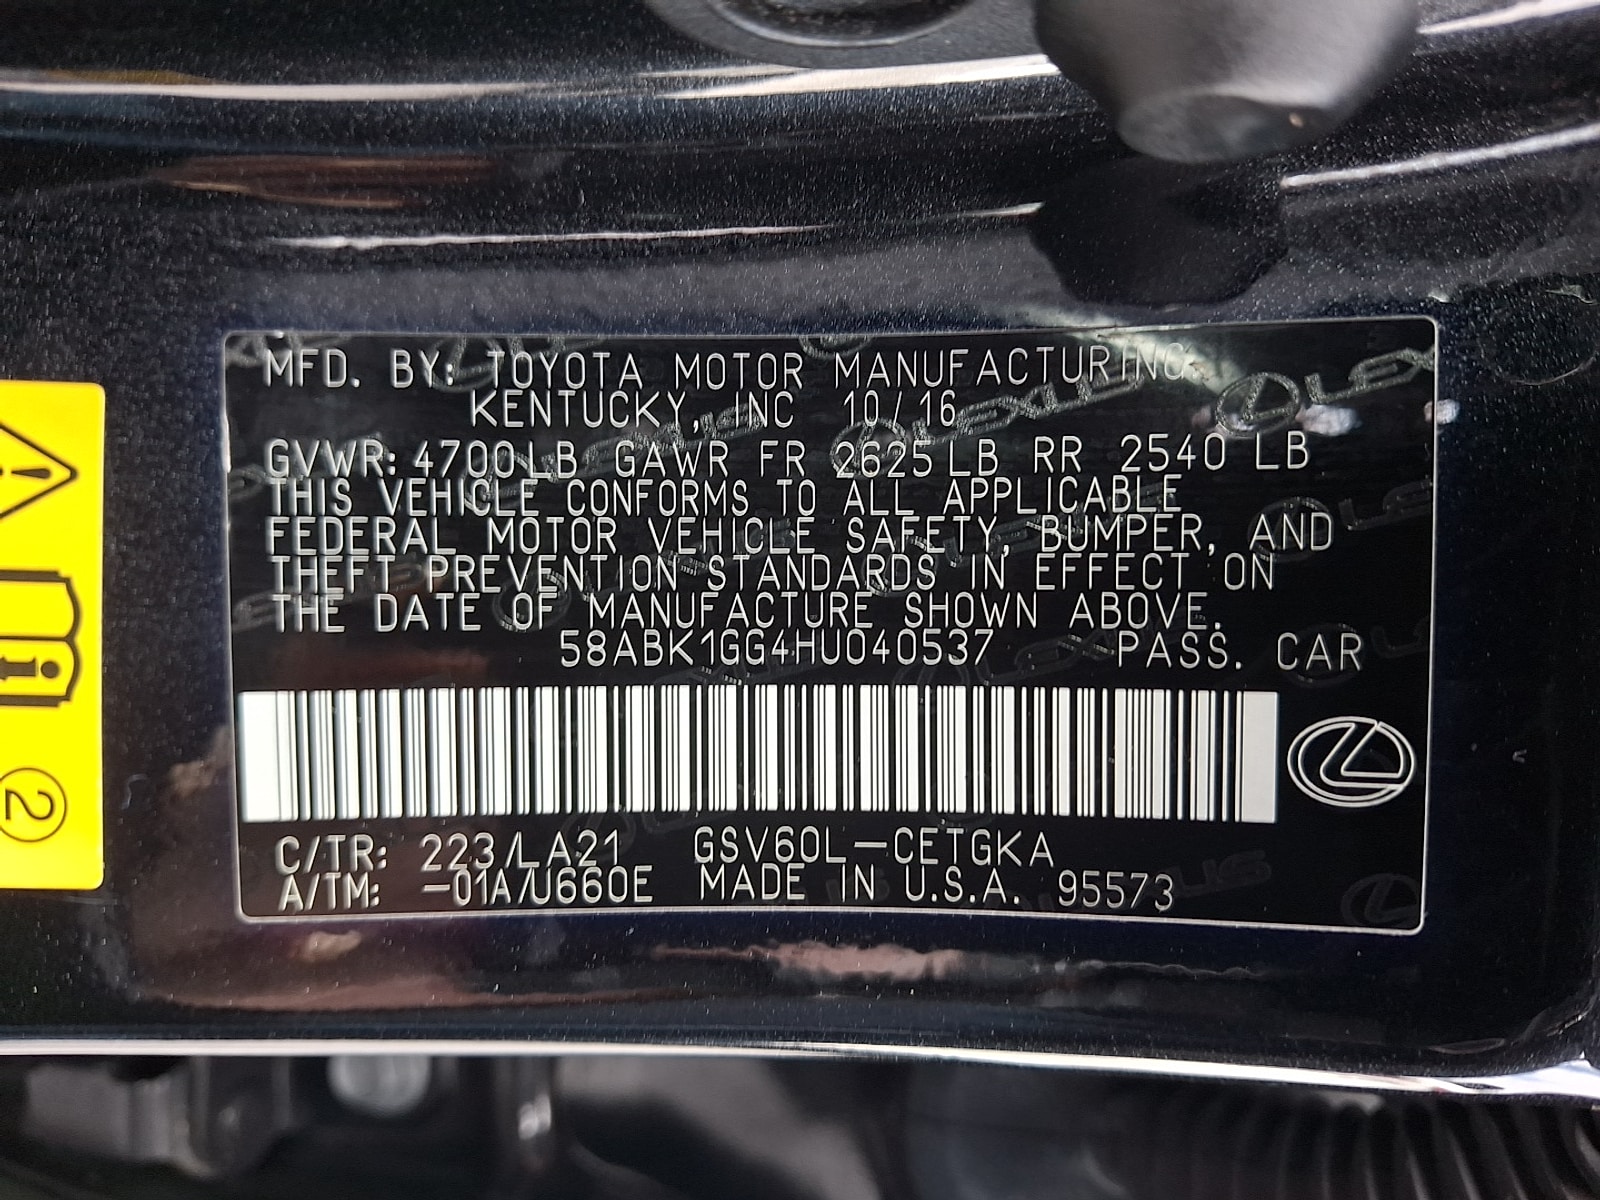 MFD. BY: TOYOTA MOTOR MANUFACTURING
KENTUCKY, INC 10/16
GVWR: 4700LB GAWR FR 2625LB RR 2540 LB
THIS VEHICLE CONFORMS TO ALL APPLICABLE
FEDERAL MOTOR VEHICLE SAFETY, BUMPER, AND
THEFT PREVENTION STANDARDS IN EFFECT ON
THE DATE OF MANUFACTURE SHOWN ABOVE.
58ABK1GG4HU040537 PASS. CAR
C/TR: 223/LA21 GSV60L-CETGKA
A/TM: -01A/U660E MADE IN U.S.A. 95573
2